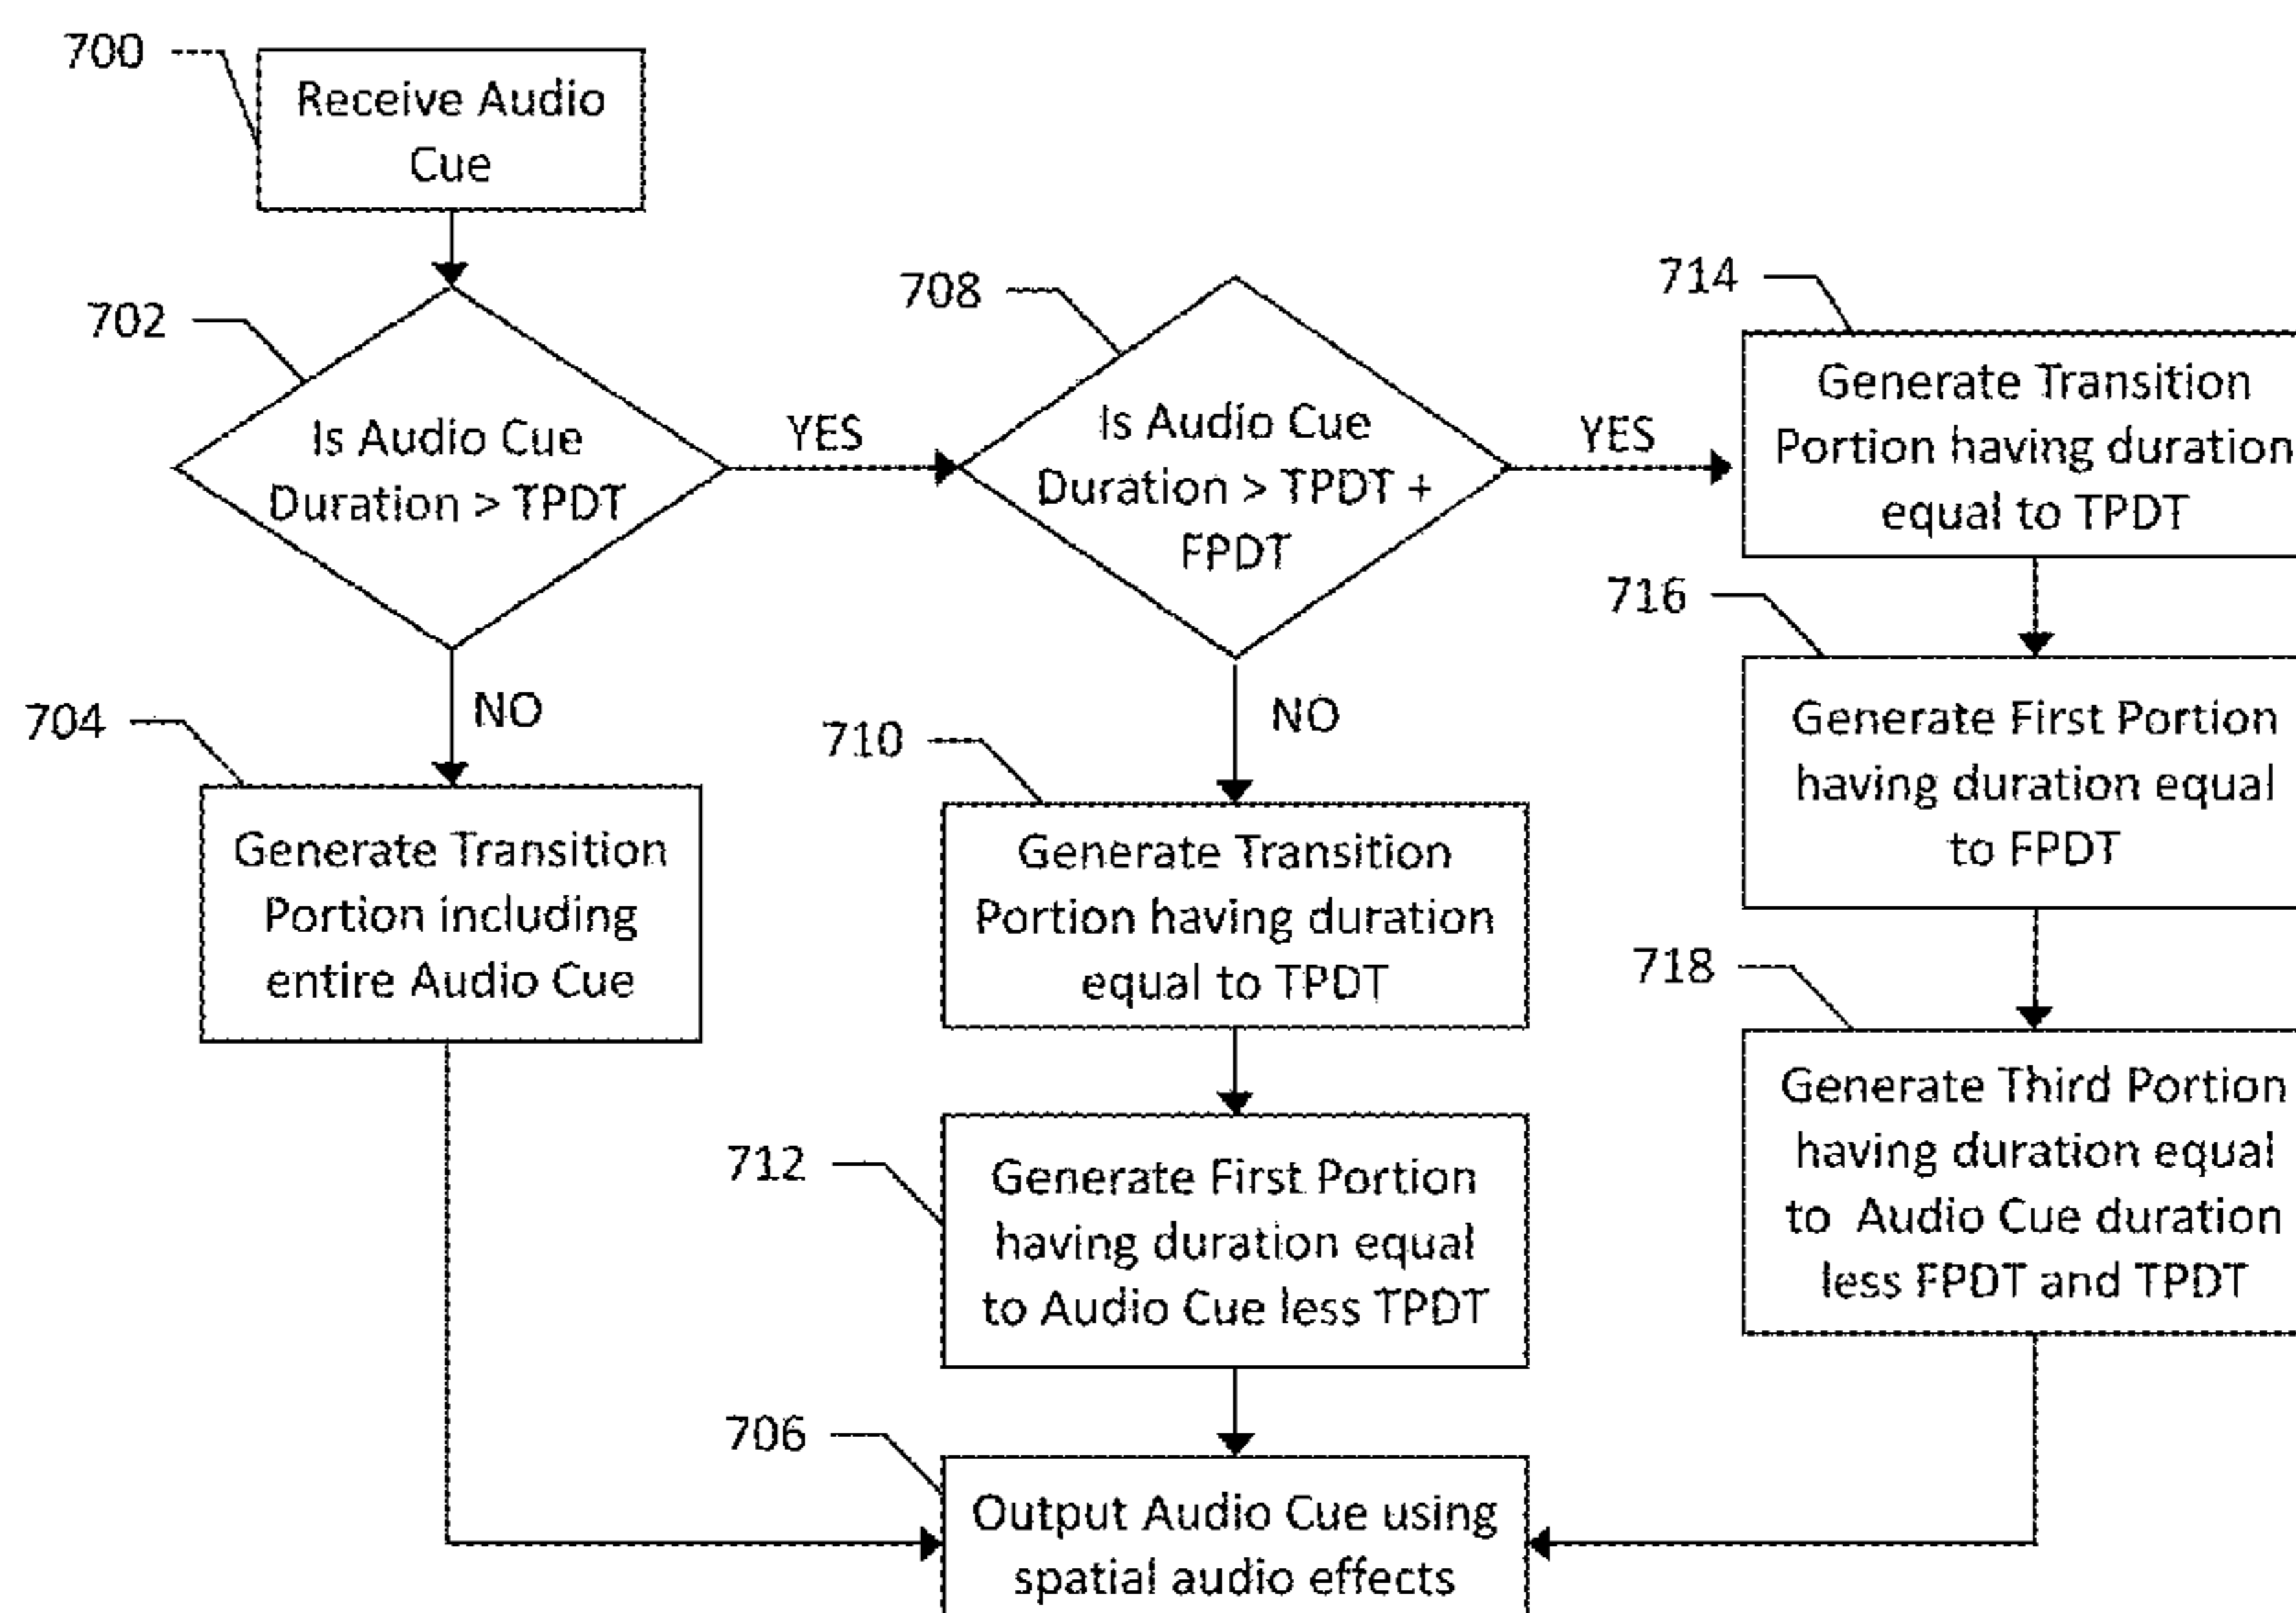 700
Receive Audio
Cue
702
Is Audio Cue
Duration > TPDT
YES
NO
704
Generate Transition
Portion including
entire Audio Cue
708
Is Audio Cue
Duration > TPDT +
FPDT
YES
NO
710
Generate Transition
Portion having duration
equal to TPDT
712
Generate First Portion
having duration equal
to Audio Cue less TPDT
714
Generate Transition
Portion having duration
equal to TPDT
716
Generate First Portion
having duration equal
to FPDT
718
Generate Third Portion
having duration equal
to Audio Cue duration
less FPDT and TPDT
706
Output Audio Cue using
spatial audio effects